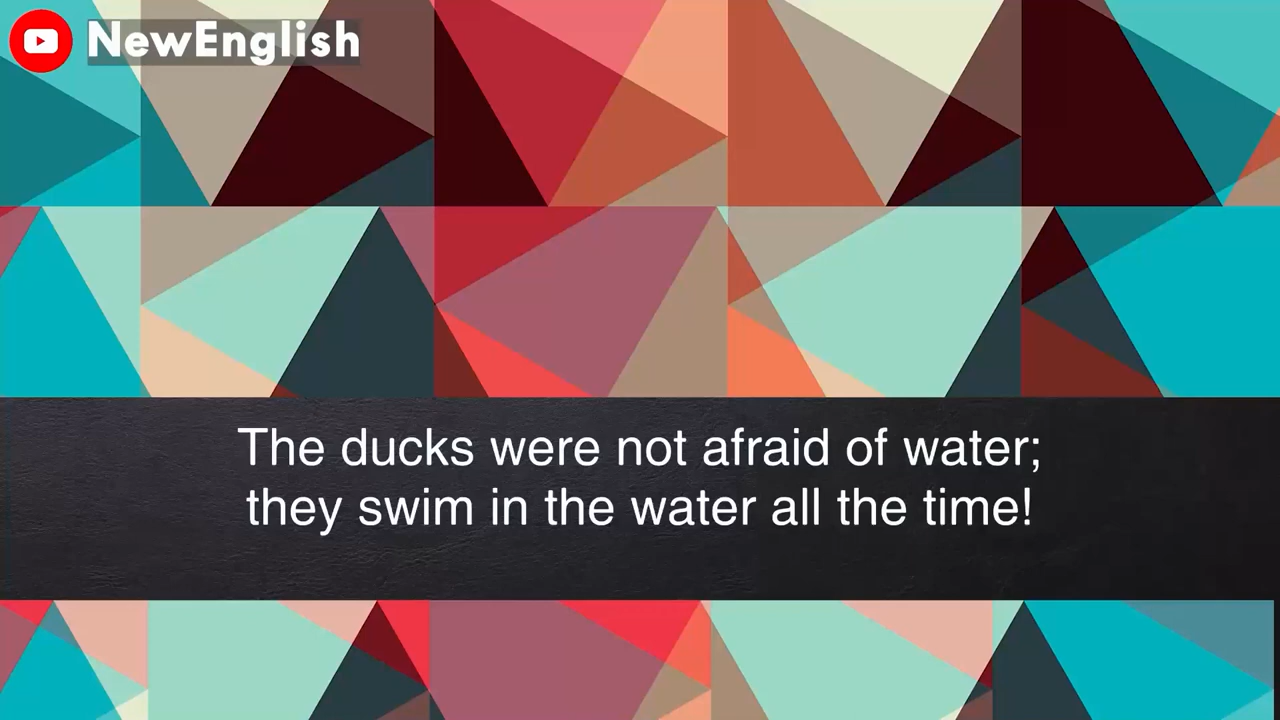 NewEnglish
The ducks were not afraid of water;
they swim in the water all the time!